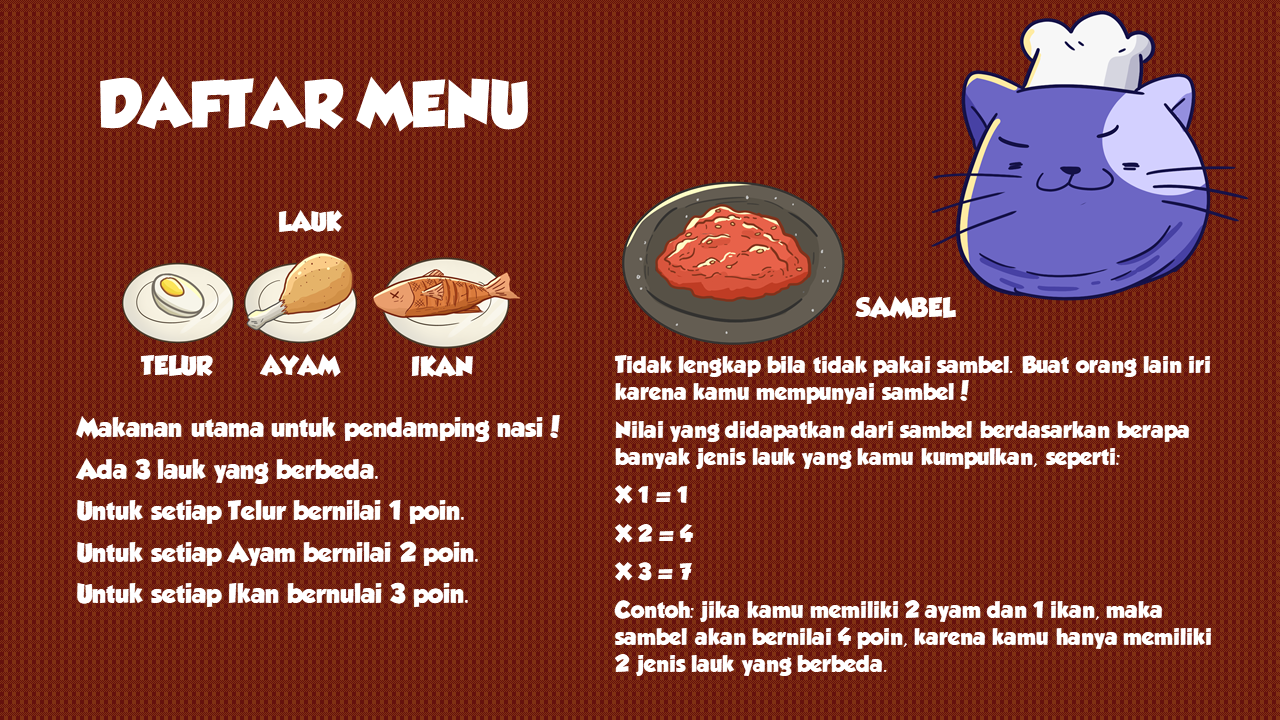 DAFTAR MENU
LAUK
TELUR
AYAM
IKAN
Makanan utama untuk pendamping nasi!
Ada 3 lauk yang berbeda.
Untuk setiap Telur bernilai 1 poin.
Untuk setiap Ayam bernilai 2 poin.
Untuk setiap Ikan bernulai 3 poin.
SAMBEL
Tidak lengkap bila tidak pakai sambel. Buat orang lain iri
karena kamu mempunyai sambel!
Nilai yang didapatkan dari sambel berdasarkan berapa
banyak jenis lauk yang kamu kumpulkan, seperti:
X 1 = 1
X 2 = 4
X 3 = 7
Contoh: jika kamu memiliki 2 ayam dan 1 ikan, maka
sambel akan bernilai 4 poin, karena kamu hanya memiliki
2 jenis lauk yang berbeda.